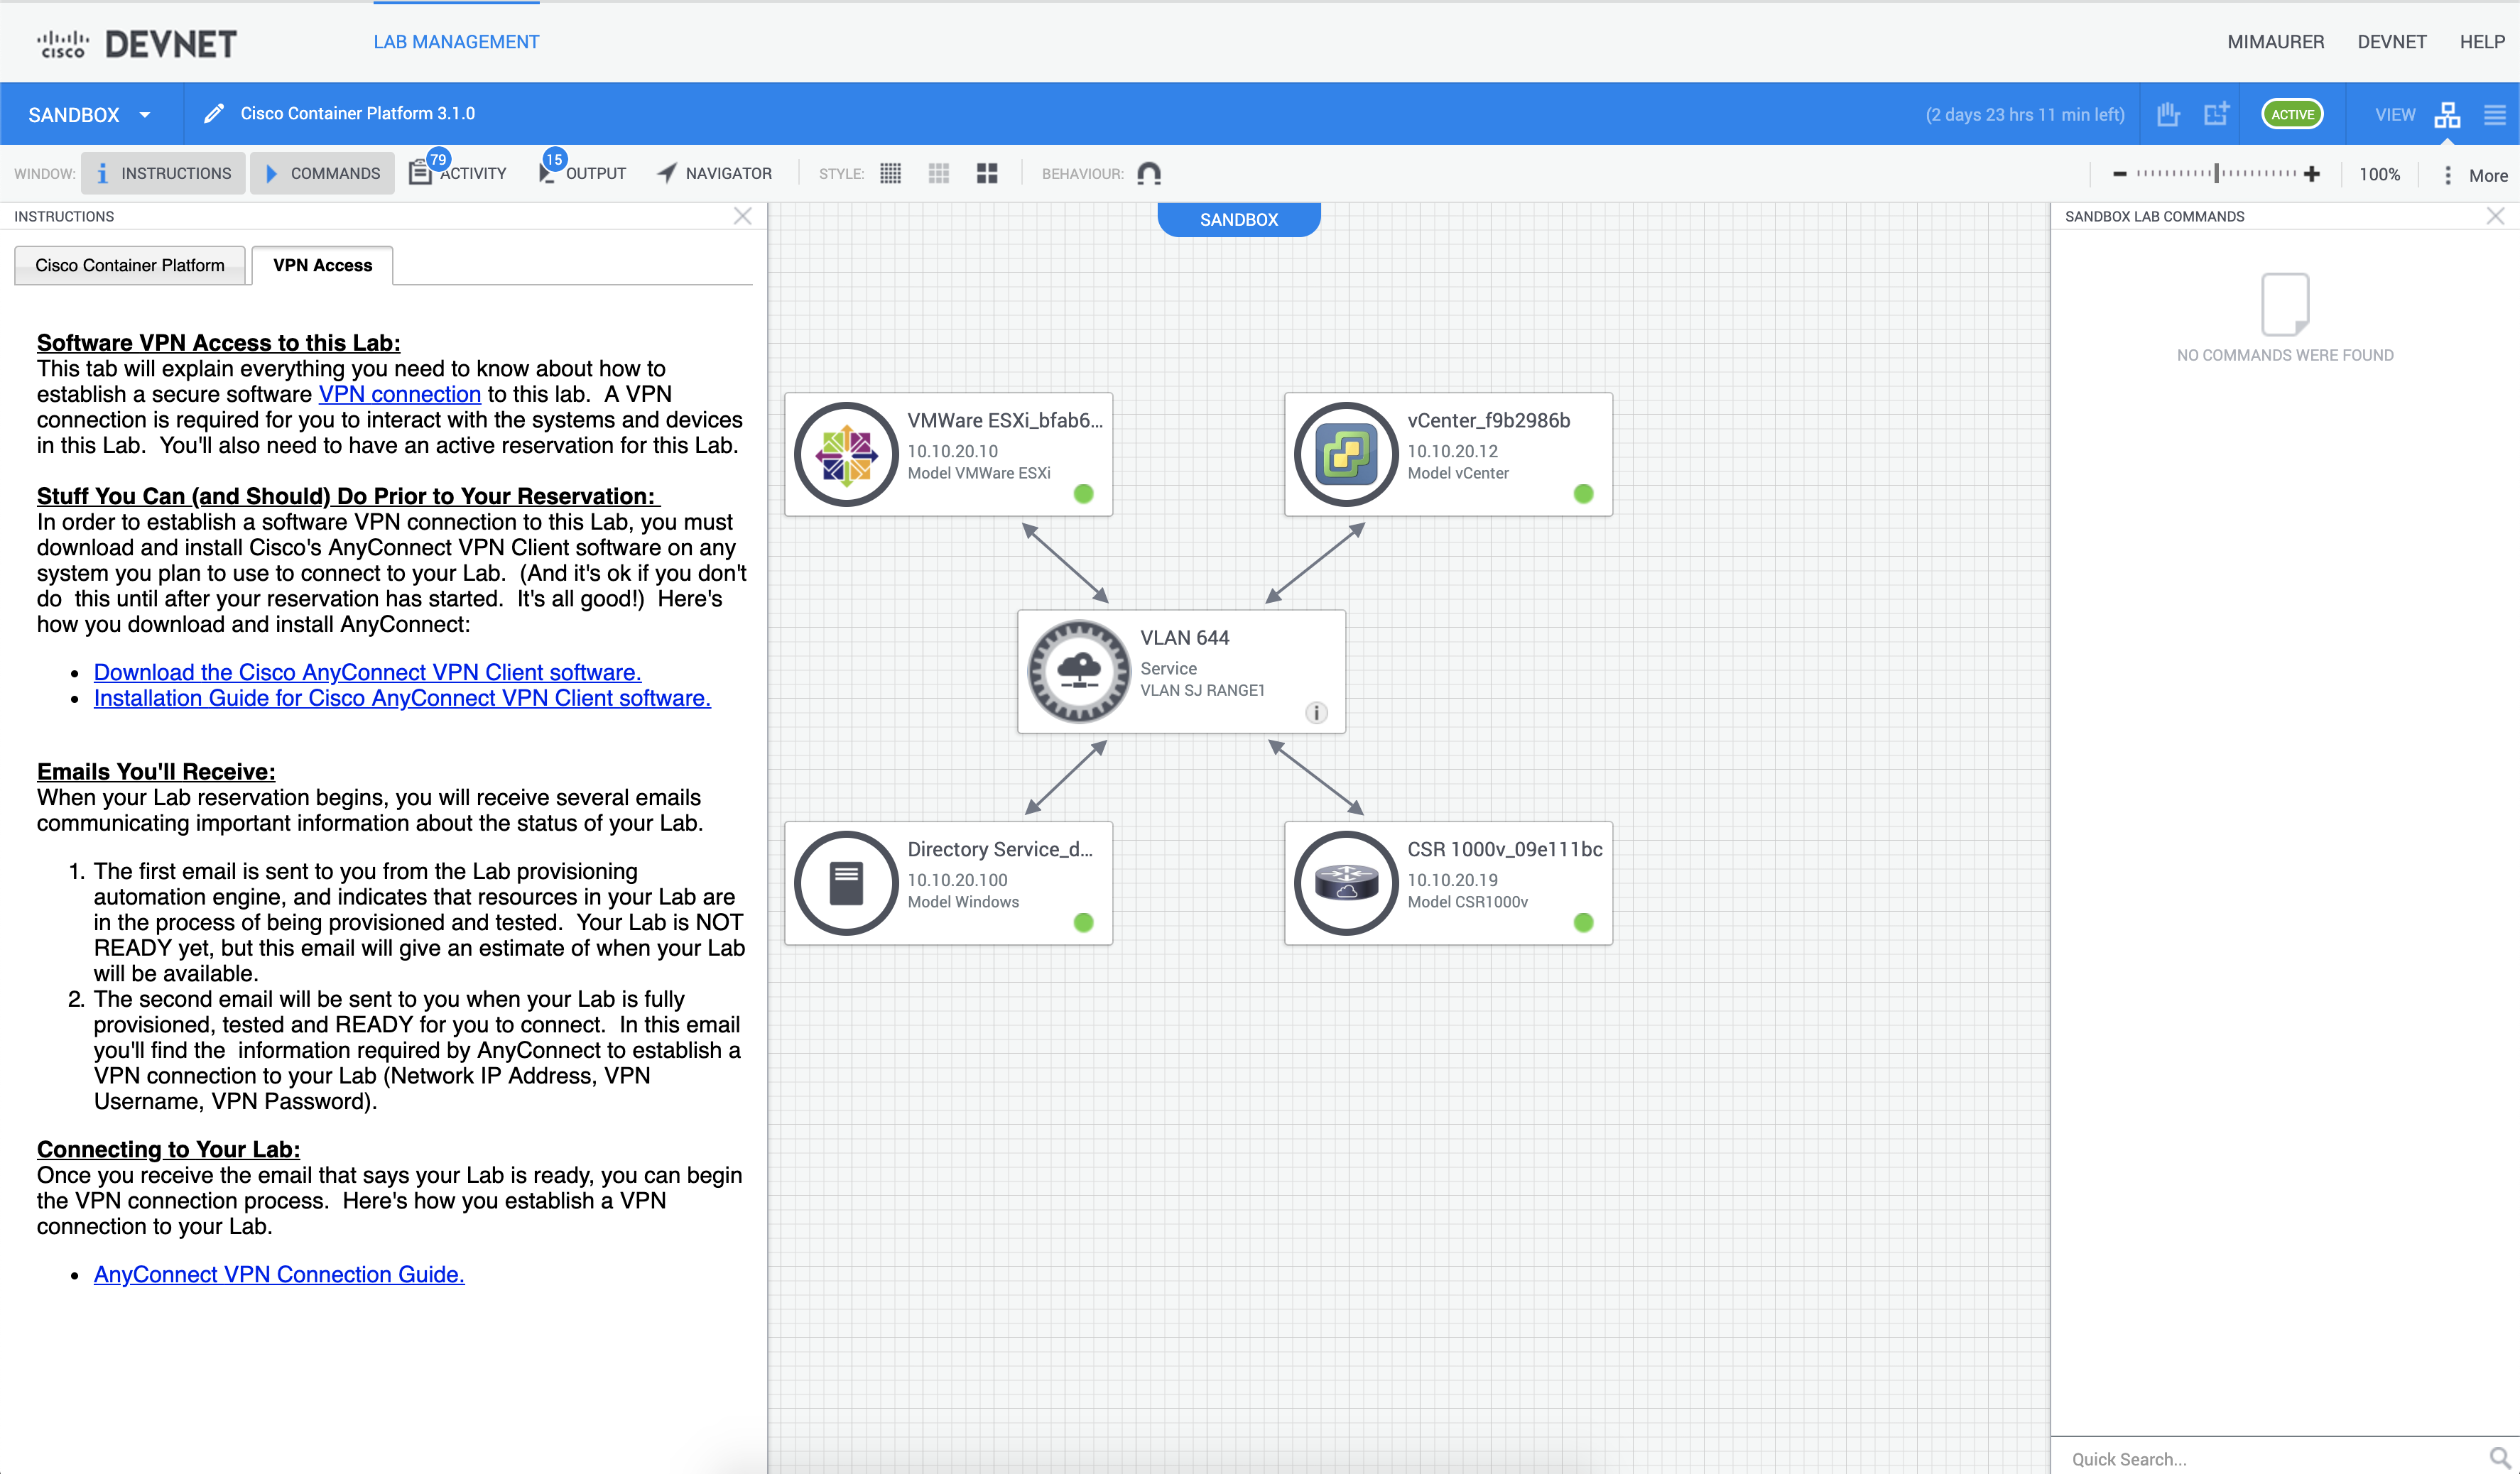 CISCO DEVNET
LAB MANAGEMENT
MIMAURER DEVNET HELP
SANDBOX
Cisco Container Platform 3.1.0
(2 days 23 hrs 11 min left)
ACTIVE
VIEW
WINDOW: INSTRUCTIONS COMMANDS 79 ACTIVITY 15 OUTPUT NAVIGATOR STYLE: BEHAVIOUR: 100% More
INSTRUCTIONS
Cisco Container Platform
VPN Access
Software VPN Access to this Lab:
This tab will explain everything you need to know about how to
establish a secure software VPN connection to this lab.  A VPN
connection is required for you to interact with the systems and devices
in this Lab.  You'll also need to have an active reservation for this Lab.
Stuff You Can (and Should) Do Prior to Your Reservation:
In order to establish a software VPN connection to this Lab, you must
download and install Cisco's AnyConnect VPN Client software on any
system you plan to use to connect to your Lab.  (And it's ok if you don't
do  this until after your reservation has started.  It's all good!)  Here's
how you download and install AnyConnect:
• Download the Cisco AnyConnect VPN Client software.
• Installation Guide for Cisco AnyConnect VPN Client software.
Emails You'll Receive:
When your Lab reservation begins, you will receive several emails
communicating important information about the status of your Lab.
1. The first email is sent to you from the Lab provisioning
automation engine, and indicates that resources in your Lab are
in the process of being provisioned and tested.  Your Lab is NOT
READY yet, but this email will give an estimate of when your Lab
will be available.
2. The second email will be sent to you when your Lab is fully
provisioned, tested and READY for you to connect.  In this email
you'll find the  information required by AnyConnect to establish a
VPN connection to your Lab (Network IP Address, VPN
Username, VPN Password).
Connecting to Your Lab:
Once you receive the email that says your Lab is ready, you can begin
the VPN connection process.  Here's how you establish a VPN
connection to your Lab.
• AnyConnect VPN Connection Guide.
SANDBOX
VMWare ESXi_bfab6...
10.10.20.10
Model VMWare ESXi
vCenter_f9b2986b
10.10.20.12
Model vCenter
VLAN 644
Service
VLAN SJ RANGE1
i
Directory Service_d...
10.10.20.100
Model Windows
CSR 1000v_09e111bc
10.10.20.19
Model CSR1000v
SANDBOX LAB COMMANDS
NO COMMANDS WERE FOUND
Quick Search...